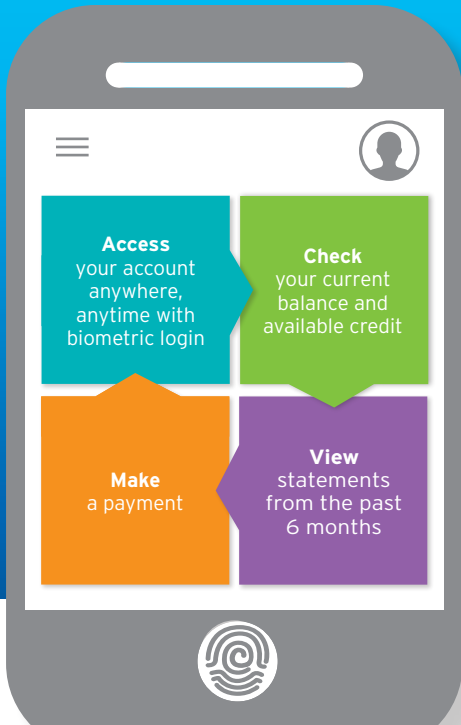 Access
your account
anywhere,
anytime with
biometric login
Check
your current
balance and
available credit
View
statements
from the past
6 months
Make
a payment